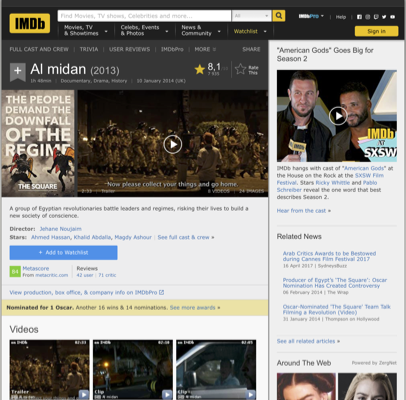 IMDb
Find Movies, TV shows, Celebrities and more...
All
IMDbPro
Help
Movies, TV
& Showtimes
Celebs, Events
& Photos
News &
Community
Watchlist
Sign in
FULL CAST AND CREW | TRIVIA | USER REVIEWS | IMDbPro | MORE
SHARE
Al midan (2013)
8,1
Rate
This
1h 48min | Documentary, Drama, History | 10 January 2014 (UK)
THE PEOPLE
DEMAND THE
DOWNFALL
OF THE
REGIME
THE SQUARE
Now please collect your things and go home.
Trailer
A group of Egyptian revolutionaries battle leaders and regimes, risking their lives to build a
new society of conscience.
Director: Jehane Noujaim
Stars: Ahmed Hassan, Khalid Abdalla, Magdy Ashour | See full cast & crew »
+ Add to Watchlist
Metascore
From metacritic.com
Reviews
42 user | 71 critic
View production, box office, & company info on IMDbPro
Nominated for 1 Oscar. Another 16 wins & 14 nominations. See more awards »
Videos
IMDb
IMDb
IMDb
02:05
Trailer
Clip
Clip
"American Gods" Goes Big for
Season 2
IMDb
at
SXSW
IMDb hangs with cast of "American Gods" at
the House on the Rock at the SXSW Film
Festival. Stars Ricky Whittle and Pablo
Schreiber reveal the one word that best
describes Season 2.
Hear from the cast »
Related News
Arab Critics Awards to be Bestowed
during Cannes Film Festival 2017
16 April 2017 | SydneysBuzz
Producer of Egypt's 'The Square': Oscar
Nomination Has Created Controversy
06 February 2014 | The Wrap
Oscar-Nominated 'The Square' Team Talk
Filming a Revolution (Video)
31 January 2014 | Thompson on Hollywood
See all related articles »
Around The Web
Powered by ZergNet